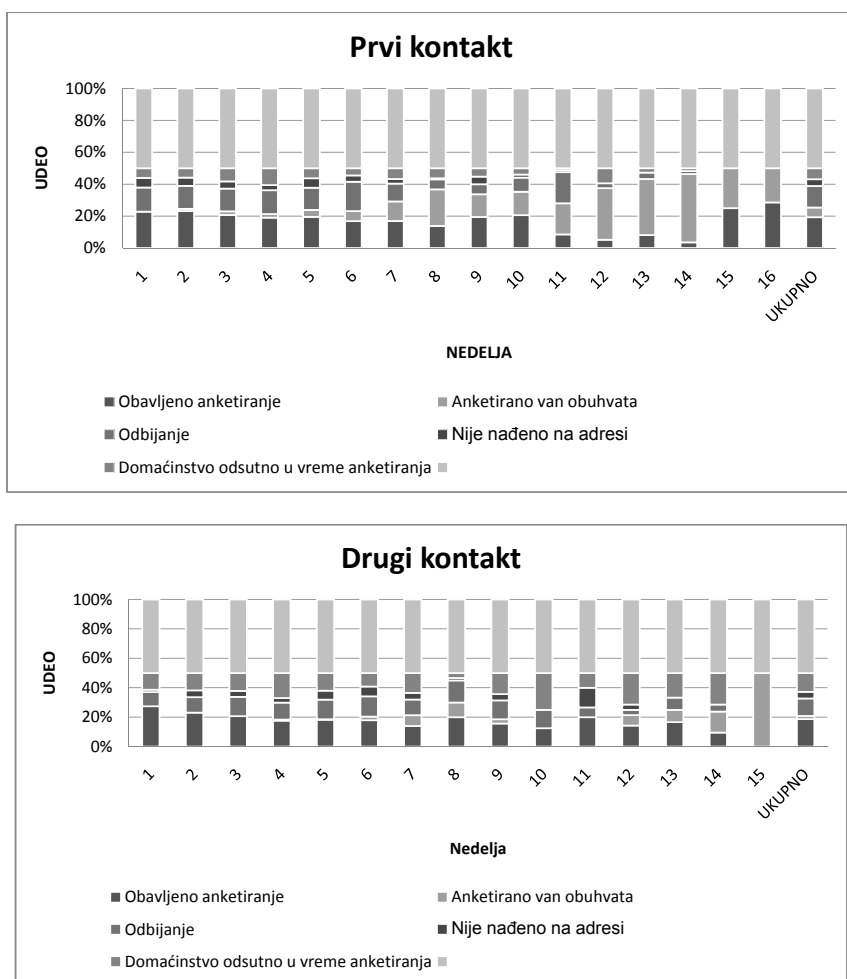 Prvi kontakt
100%
80%
60%
40%
20%
0%
UDEO
1 2 3 4 5 6 7 8 9 10 11 12 13 14 15 16 UKUPNO
NEDELJA
Obavljeno anketiranje Anketirano van obuhvata
Odbijanje Nije nađeno na adresi
Domaćinstvo odsutno u vreme anketiranja
Drugi kontakt
100%
80%
60%
40%
20%
0%
UDEO
1 2 3 4 5 6 7 8 9 10 11 12 13 14 15 UKUPNO
Nedelja
Obavljeno anketiranje Anketirano van obuhvata
Odbijanje Nije nađeno na adresi
Domaćinstvo odsutno u vreme anketiranja